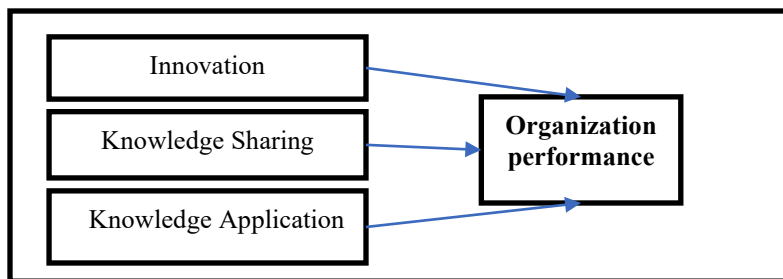 Innovation
Knowledge Sharing
Knowledge Application
Organization
performance